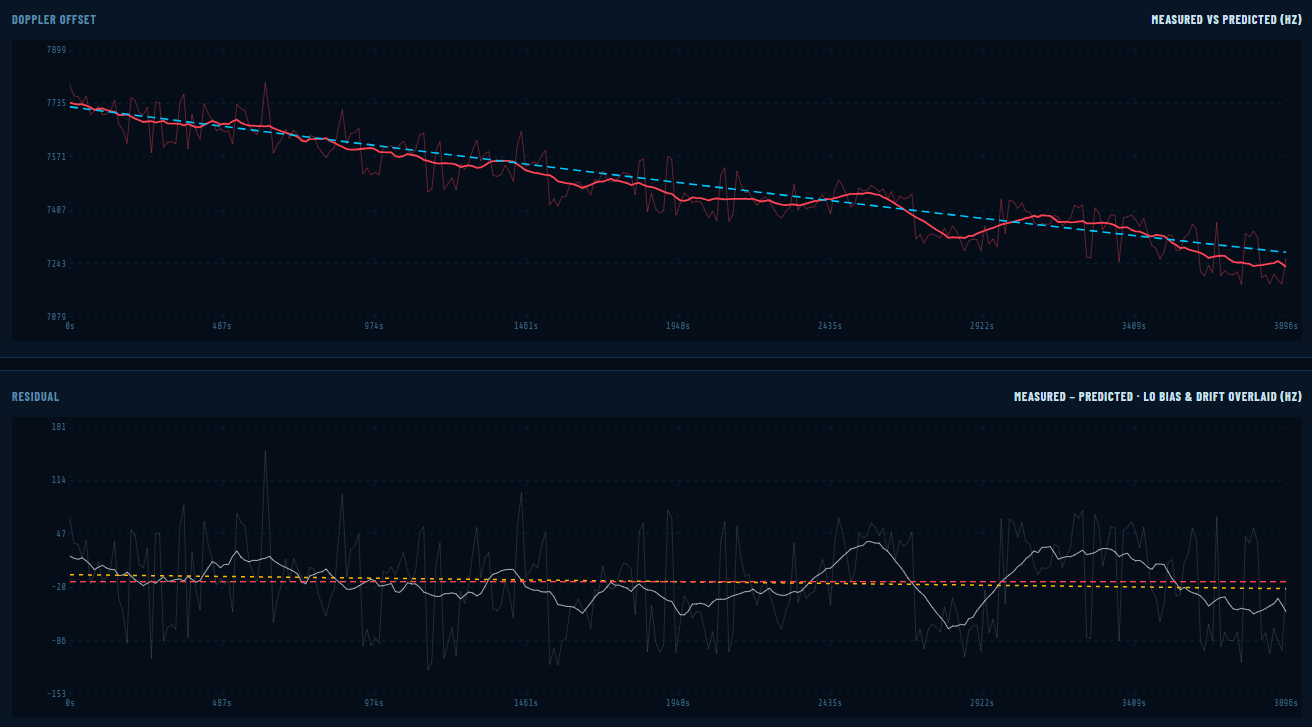 DOPPLER OFFSET
MEASURED VS PREDICTED (HZ)
7899
7735
7571
7407
7243
7079
0s 487s 974s 1461s 1948s 2435s 2922s 3409s 3896s
RESIDUAL
MEASURED – PREDICTED · LO BIAS & DRIFT OVERLAID (HZ)
181
114
47
-20
-86
-153
0s 487s 974s 1461s 1948s 2435s 2922s 3409s 3896s